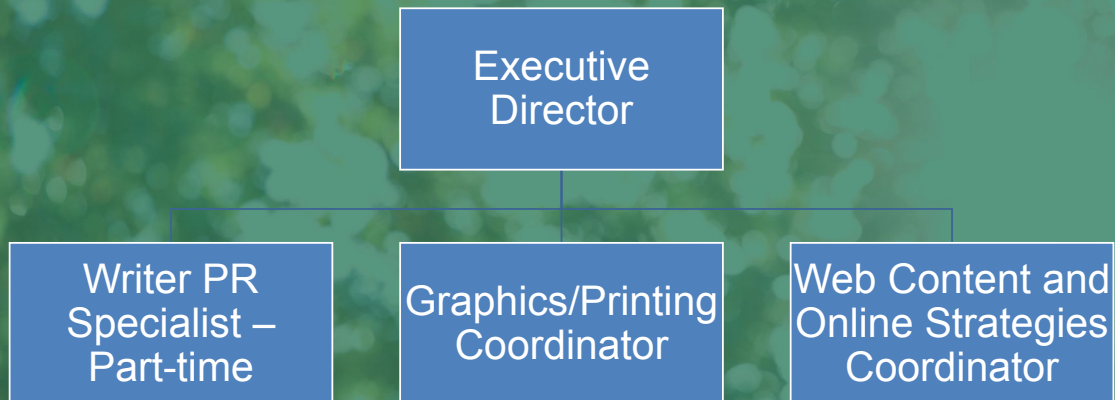 Executive
Director
Writer PR
Specialist –
Part-time
Graphics/Printing
Coordinator
Web Content and
Online Strategies
Coordinator